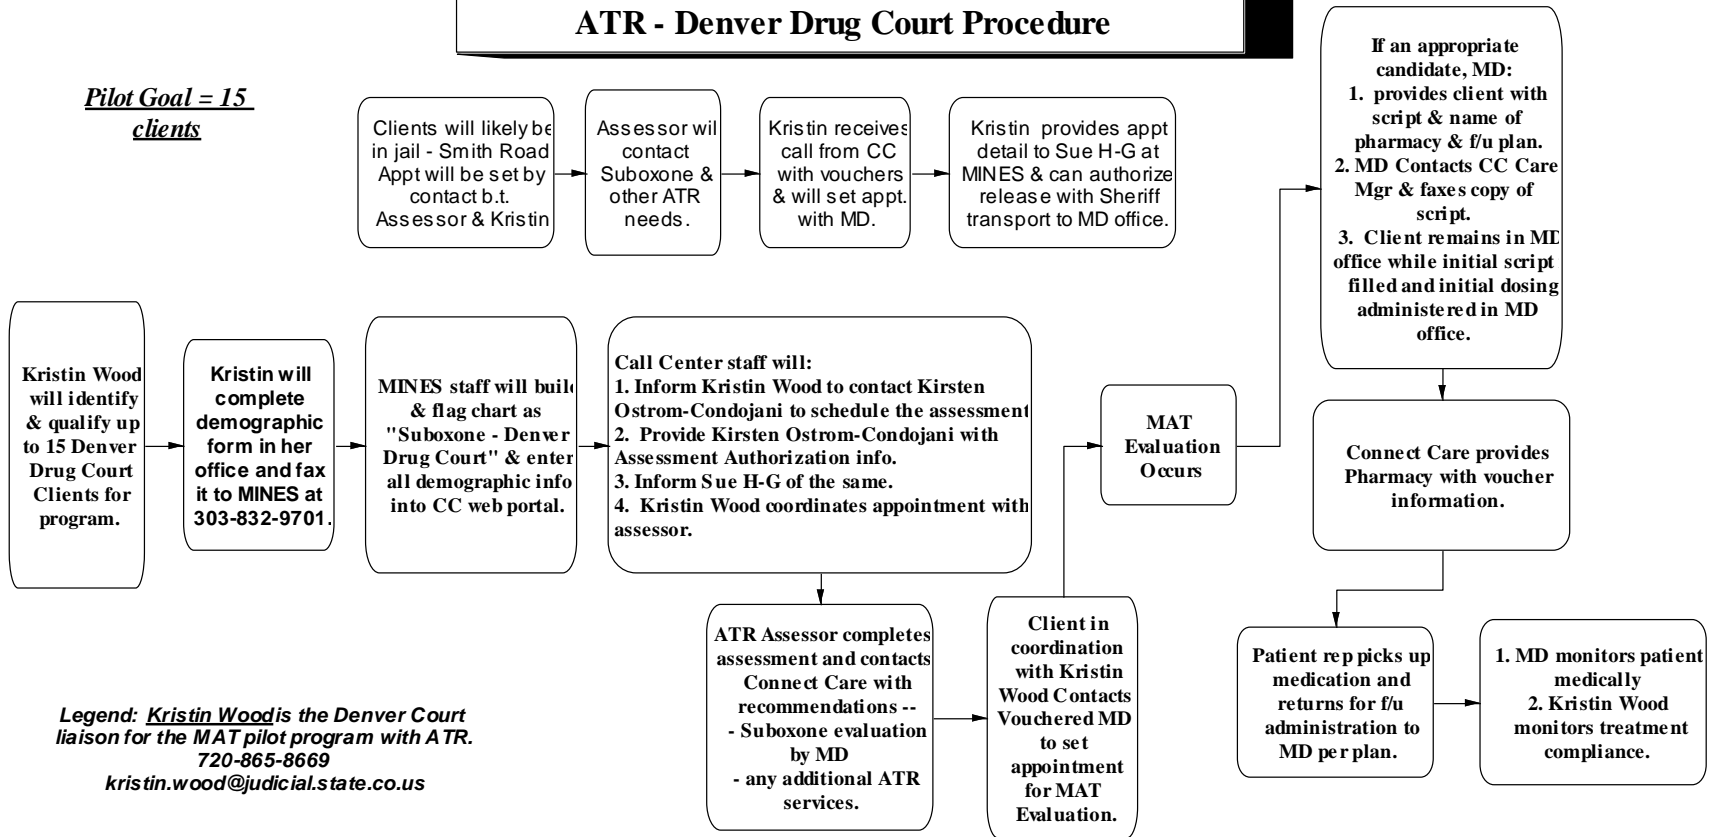 ATR - Denver Drug Court Procedure
Pilot Goal = 15
clients
Clients will likely be
in jail - Smith Road
Appt will be set by
contact b.t.
Assessor & Kristin
Assessor wil
contact
Suboxone &
other ATR
needs.
Kristin receives
call from CC
with vouchers
& will set appt.
with MD.
Kristin provides appt
detail to Sue H-G at
MINES & can authorize
release with Sheriff
transport to MD office.
If an appropriate
candidate, MD:
1. provides client with
script & name of
pharmacy & f/u plan.
2. MD Contacts CC Care
Mgr & faxes copy of
script.
3. Client remains in MD
office while initial script
filled and initial dosing
administered in MD
office.
Kristin Wood
will identify
& qualify up
to 15 Denver
Drug Court
Clients for
program.
Kristin will
complete
demographic
form in her
office and fax
it to MINES at
303-832-9701.
MINES staff will build
& flag chart as
"Suboxone - Denver
Drug Court" & enter
all demographic info
into CC web portal.
Call Center staff will:
1. Inform Kristin Wood to contact Kirsten
Ostrom-Condojani to schedule the assessment
2. Provide Kirsten Ostrom-Condojani with
Assessment Authorization info.
3. Inform Sue H-G of the same.
4. Kristin Wood coordinates appointment with
assessor.
MAT
Evaluation
Occurs
Connect Care provides
Pharmacy with voucher
information.
ATR Assessor completes
assessment and contacts
Connect Care with
recommendations --
- Suboxone evaluation
by MD
- any additional ATR
services.
Client in
coordination
with Kristin
Wood Contacts
Vouchered MD
to set
appointment
for MAT
Evaluation.
Patient rep picks up
medication and
returns for f/u
administration to
MD per plan.
1. MD monitors patient
medically
2. Kristin Wood
monitors treatment
compliance.
Legend: Kristin Wood is the Denver Court
liaison for the MAT pilot program with ATR.
720-865-8669
kristin.wood@judicial.state.co.us